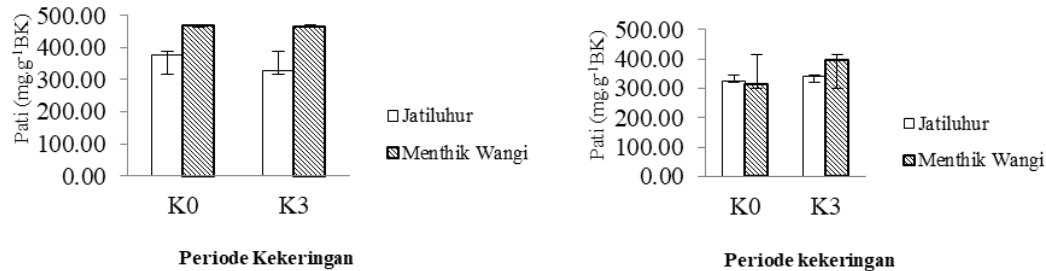 Pati (mg.g-1BK)
500.00
400.00
300.00
200.00
100.00
0.00
K0 K3
Jatiluhur
Menthik Wangi
Periode Kekeringan
Pati (mg.g-1BK)
500.00
400.00
300.00
200.00
100.00
0.00
K0 K3
Jatiluhur
Menthik Wangi
Periode kekeringan